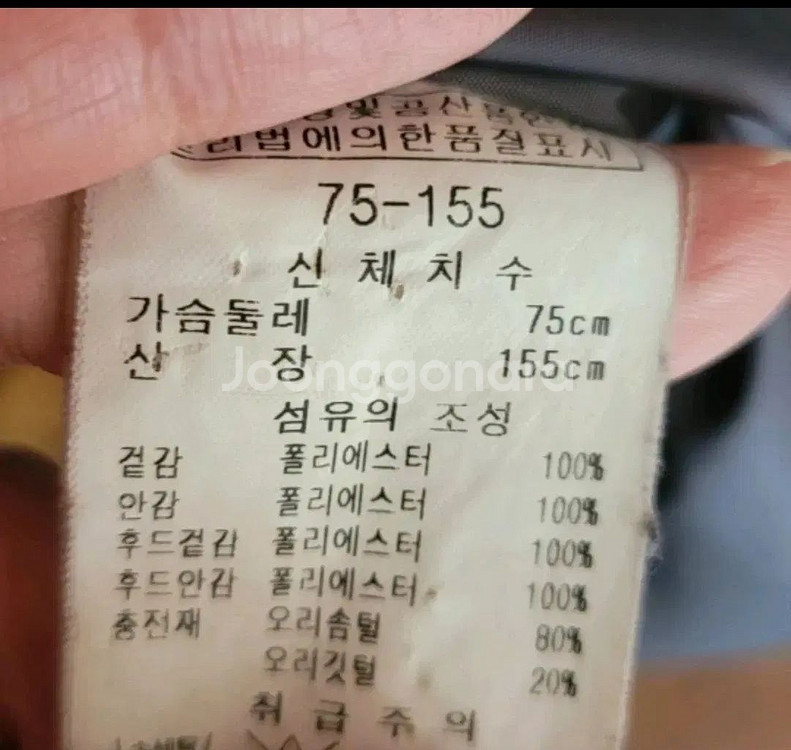 리법에의한품질표시
75-155
신 체 치 수
가슴둘레 75cm
신 장 155cm
Joonggonara
섬유의 조성
겉감 폴리에스터 100%
안감 폴리에스터 100%
후드겉감 폴리에스터 100%
후드안감 폴리에스터 100%
충전재 오리솜털 80%
오리깃털 20%
취 급 주 의